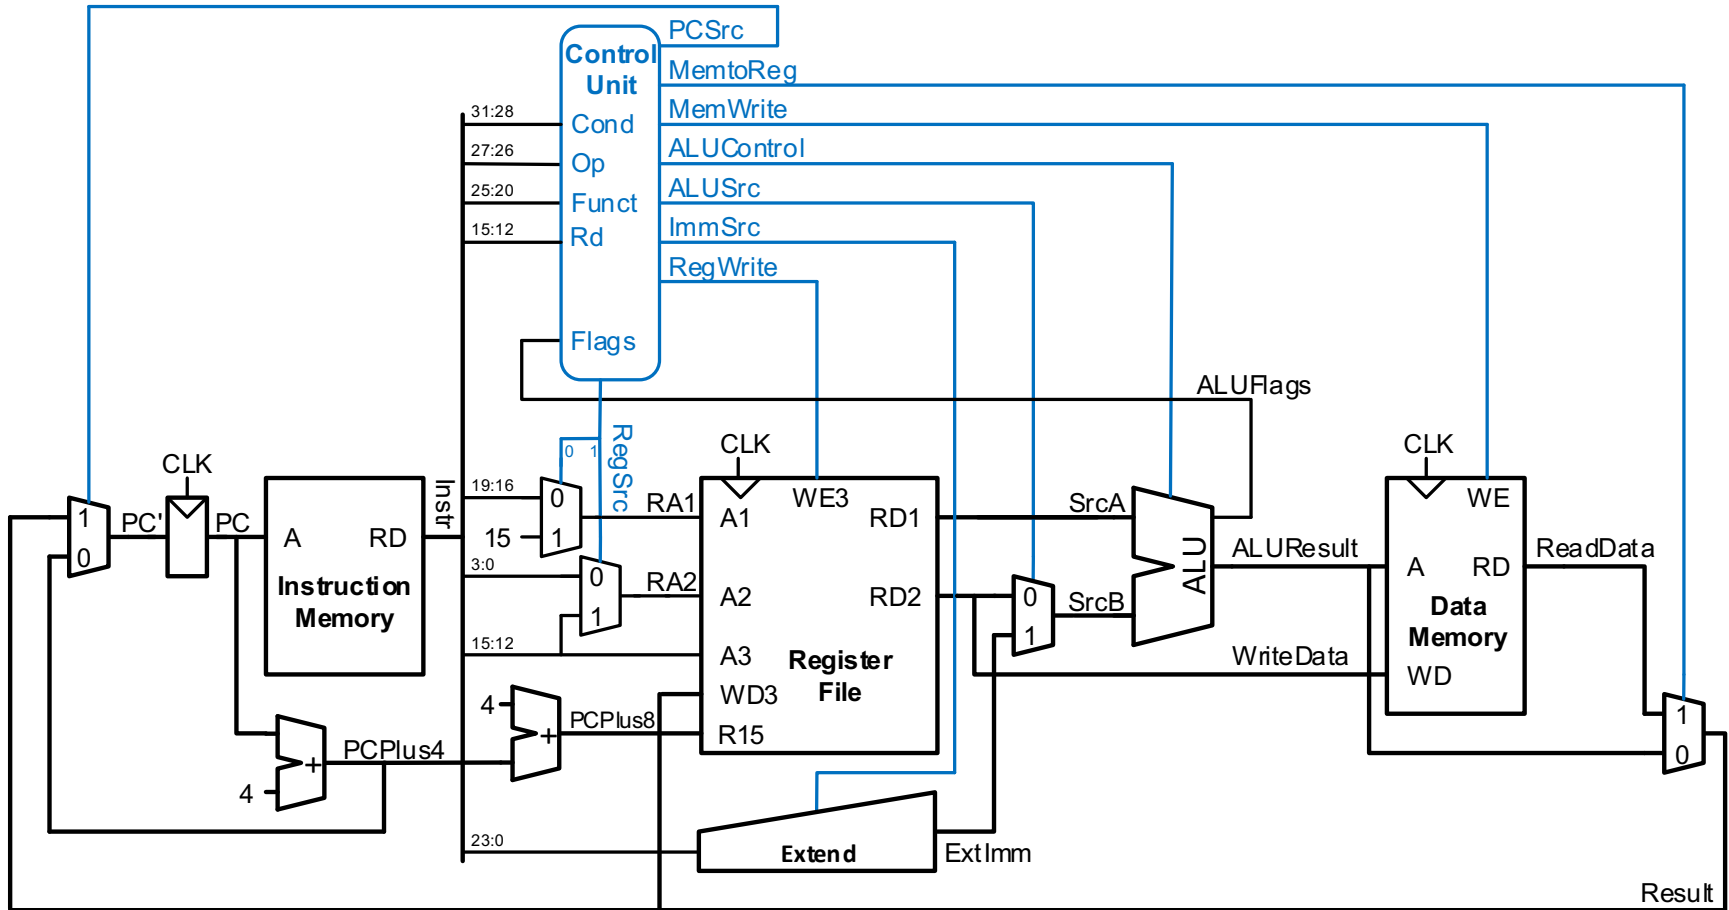 PCSrc
Control
Unit
MemtoReg
31:28
Cond
MemWrite
27:26
Op
ALUControl
25:20
Funct
ALUSrc
15:12
Rd
ImmSrc
RegWrite
Flags
ALUFlags
CLK
CLK
CLK
0 1
RegSrc
Instr
19:16
0
RA1
WE3
WE
1
PC'
PC
A
RD
15
1
A1
RD1
SrcA
0
Instruction
Memory
3:0
0
1
RA2
A2
RD2
0
1
SrcB
ALU
ALUResult
A
RD
ReadData
Data
Memory
15:12
A3
Register
File
WriteData
WD
4
WD3
1
PCPlus4
+
4
+
PCPlus8
R15
0
23:0
Extend
ExtImm
Result